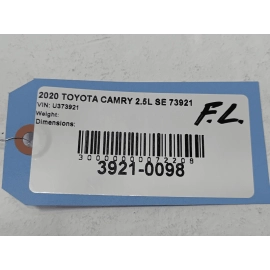 2020 TOYOTA CAMRY 2.5L SE 73921
VIN: U373921
Weight:
Dimensions:
F.L.
3000000072209
3921-0098